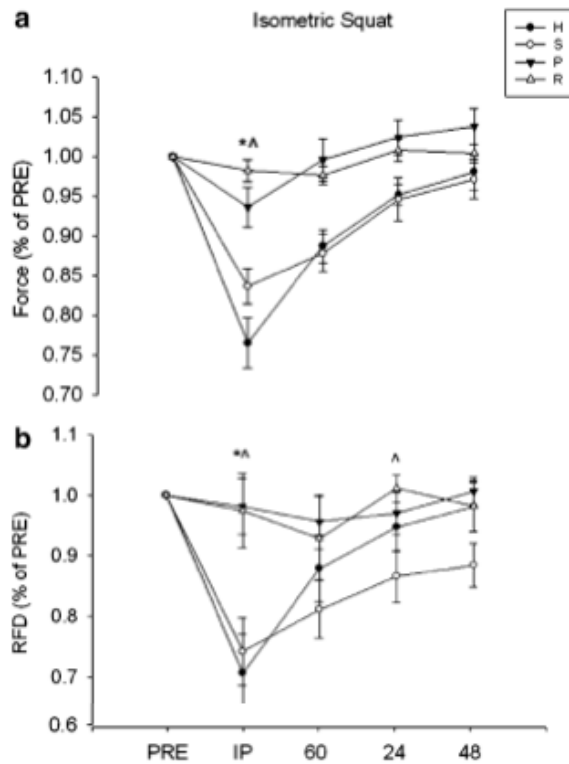 a
Isometric Squat
H
S
P
R
1.10
1.05
1.00
0.95
0.90
0.85
0.80
0.75
0.70
Force (% of PRE)
*^
b
1.1
1.0
0.9
0.8
0.7
0.6
RFD (% of PRE)
*^
^
PRE IP 60 24 48